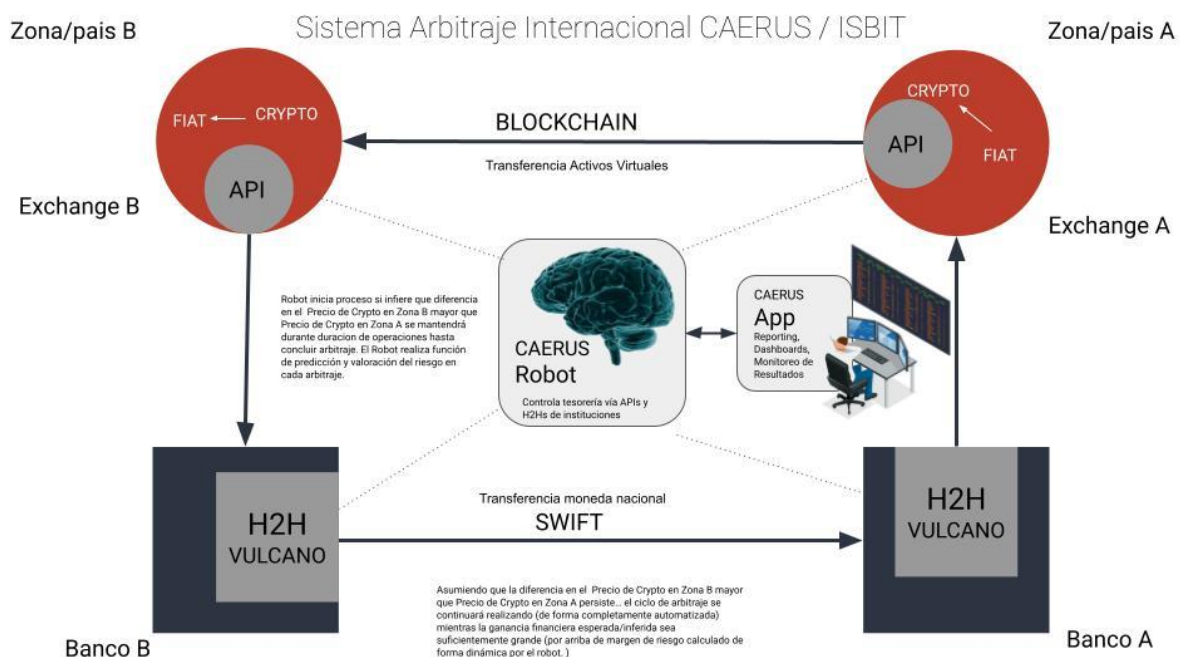 Sistema Arbitraje Internacional CAERUS / ISBIT
Zona/pais B
Zona/pais A
FIAT
CRYPTO
API
Exchange B
BLOCKCHAIN
Transferencia Activos Virtuales
CRYPTO
API
FIAT
Exchange A
Robot inicia proceso si infiere que diferencia
en el Precio de Crypto en Zona B mayor que
Precio de Crypto en Zona A se mantendrá
durante duracion de operaciones hasta
concluir arbitraje. El Robot realiza función
de predicción y valoración del riesgo en
cada arbitraje.
CAERUS
Robot
Controla tesorería vía APIs y
H2Hs de instituciones
CAERUS
App
Reporting,
Dashboards,
Monitoreo de
Resultados
H2H
VULCANO
Banco B
Transferencia moneda nacional
SWIFT
H2H
VULCANO
Banco A
Asumiendo que la diferencia en el Precio de Crypto en Zona B mayor
que Precio de Crypto en Zona A persiste... el ciclo de arbitraje se
continuará realizando (de forma completamente automatizada)
mientras la ganancia financiera esperada/inferida sea
suficientemente grande (por arriba de margen de riesgo calculado de
forma dinámica por el robot. )